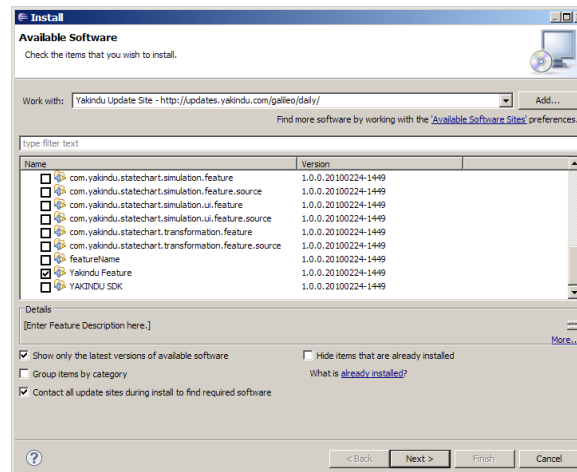 Install
Available Software
Check the items that you wish to install.
Work with: Yakindu Update Site - http://updates.yakindu.com/galileo/daily/ Add...
Find more software by working with the 'Available Software Sites' preferences.
type filter text
Name Version
com.yakindu.statechart.simulation.feature 1.0.0.20100224-1449
com.yakindu.statechart.simulation.feature.source 1.0.0.20100224-1449
com.yakindu.statechart.simulation.ui.feature 1.0.0.20100224-1449
com.yakindu.statechart.simulation.ui.feature.source 1.0.0.20100224-1449
com.yakindu.statechart.transformation.feature 1.0.0.20100224-1449
com.yakindu.statechart.transformation.feature.source 1.0.0.20100224-1449
featureName 1.0.0.20100224-1449
Yakindu Feature 1.0.0.20100224-1449
YAKINDU SDK 1.0.0.20100224-1449
Details
[Enter Feature Description here.]
More...
Show only the latest versions of available software Hide items that are already installed
Group items by category What is already installed?
Contact all update sites during install to find required software
? < Back Next > Finish Cancel